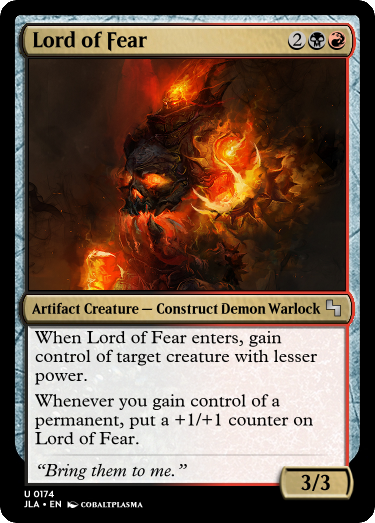 Lord of Fear 2
Artifact Creature — Construct Demon Warlock
When Lord of Fear enters, gain
control of target creature with lesser
power.
Whenever you gain control of a
permanent, put a +1/+1 counter on
Lord of Fear.
“Bring them to me.”
3/3
U 0174
JLA • EN COBALTPLASMA